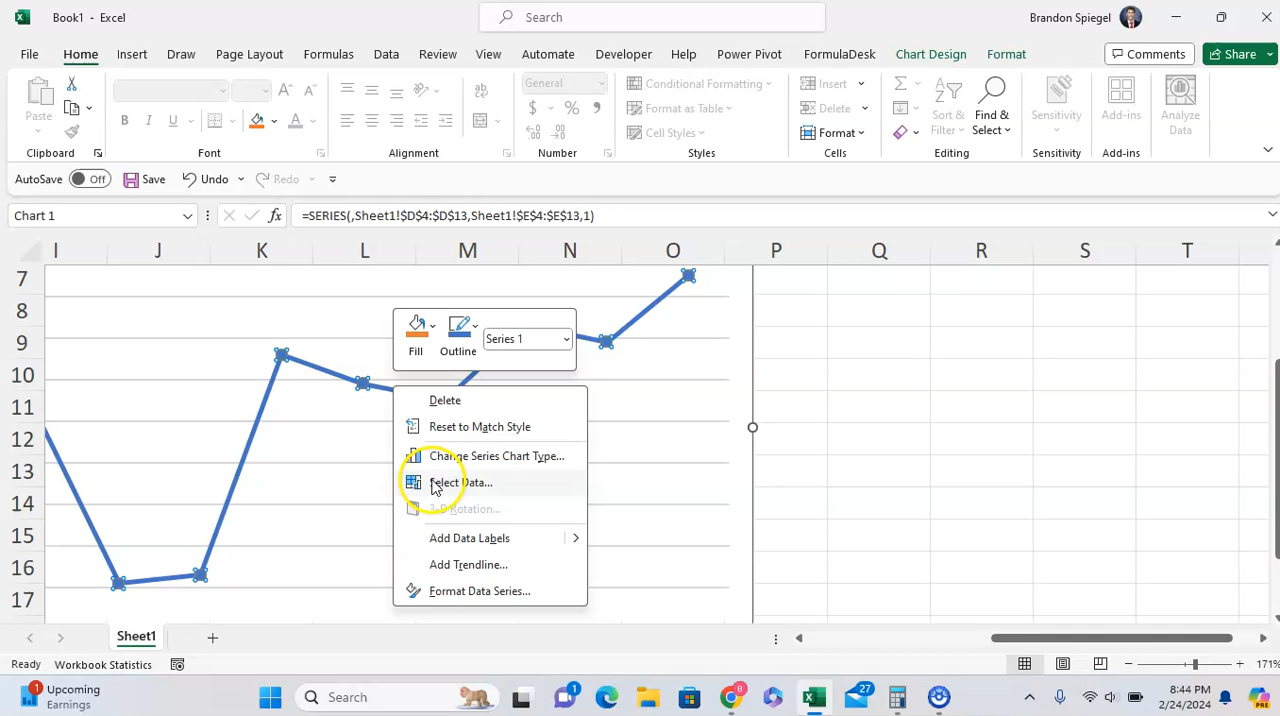 Book1 - Excel
Search
Brandon Spiegel
File Home Insert Draw Page Layout Formulas Data Review View Automate Developer Help Power Pivot FormulaDesk Chart Design Format Comments Share
Paste
B I U
A A
General
$ % 9
Conditional Formatting
Format as Table
Cell Styles
Insert
Delete
Format
Sort & Filter
Find & Select
Sensitivity
Add-ins
Analyze Data
Clipboard Font Alignment Number Styles Cells Editing Sensitivity Add-ins
AutoSave Off Save Undo Redo
Chart 1 fx =SERIES(,Sheet1!$D$4:$D$13,Sheet1!$E$4:$E$13,1)
I J K L M N O P Q R S T
7
8
9
10
11
12
13
14
15
16
17
Fill Outline Series 1
Delete
Reset to Match Style
Change Series Chart Type...
Select Data...
3-D Rotation...
Add Data Labels
Add Trendline...
Format Data Series...
Sheet1
Ready Workbook Statistics 171%
1 Upcoming
Earnings
Search
1
8
27
8:44 PM
2/24/2024
PRE